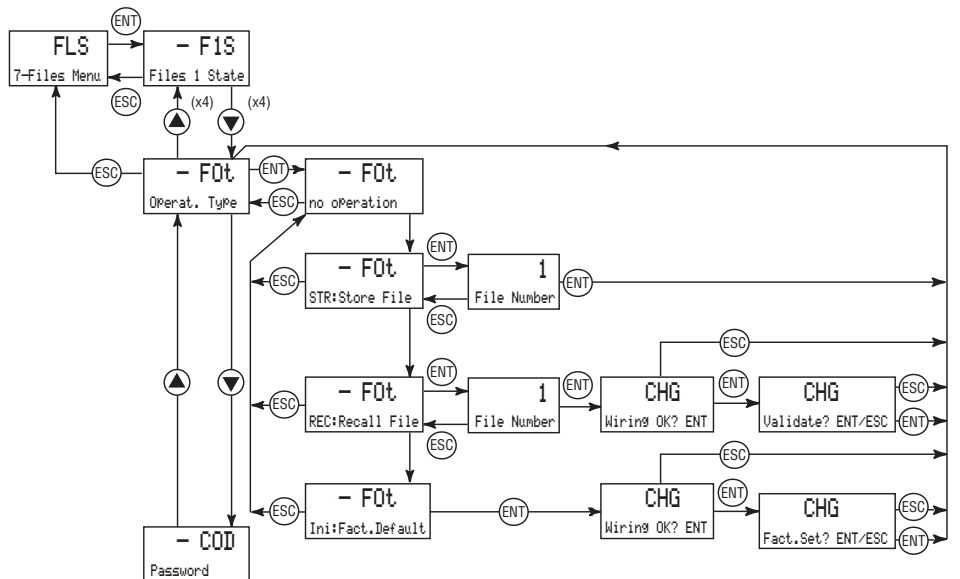 ENT
FLS
7-Files Menu
– F1S
Files 1 State
ESC
(x4)
(x4)
ESC
– FOt
Operat. Type
ENT
ESC
– FOt
no operation
ESC
– FOt
STR:Store File
ENT
ESC
1
File Number
ENT
ESC
ESC
– FOt
REC:Recall File
ENT
ESC
1
File Number
ENT
CHG
Wiring OK? ENT
ENT
CHG
Validate? ENT/ESC
ESC
ENT
ESC
ESC
– FOt
Ini:Fact.Default
ENT
CHG
Wiring OK? ENT
ENT
CHG
Fact.Set? ENT/ESC
ESC
ENT
– COD
Password